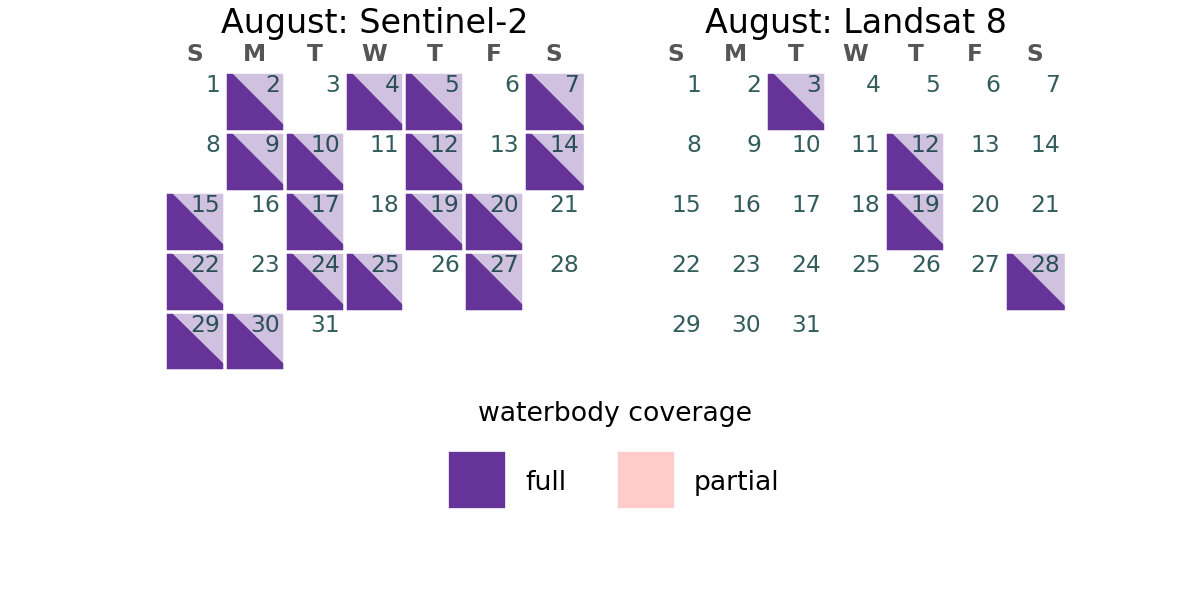 August: Sentinel-2
S M T W T F S
1 2 3 4 5 6 7
8 9 10 11 12 13 14
15 16 17 18 19 20 21
22 23 24 25 26 27 28
29 30 31
August: Landsat 8
S M T W T F S
1 2 3 4 5 6 7
8 9 10 11 12 13 14
15 16 17 18 19 20 21
22 23 24 25 26 27 28
29 30 31
waterbody coverage
full partial